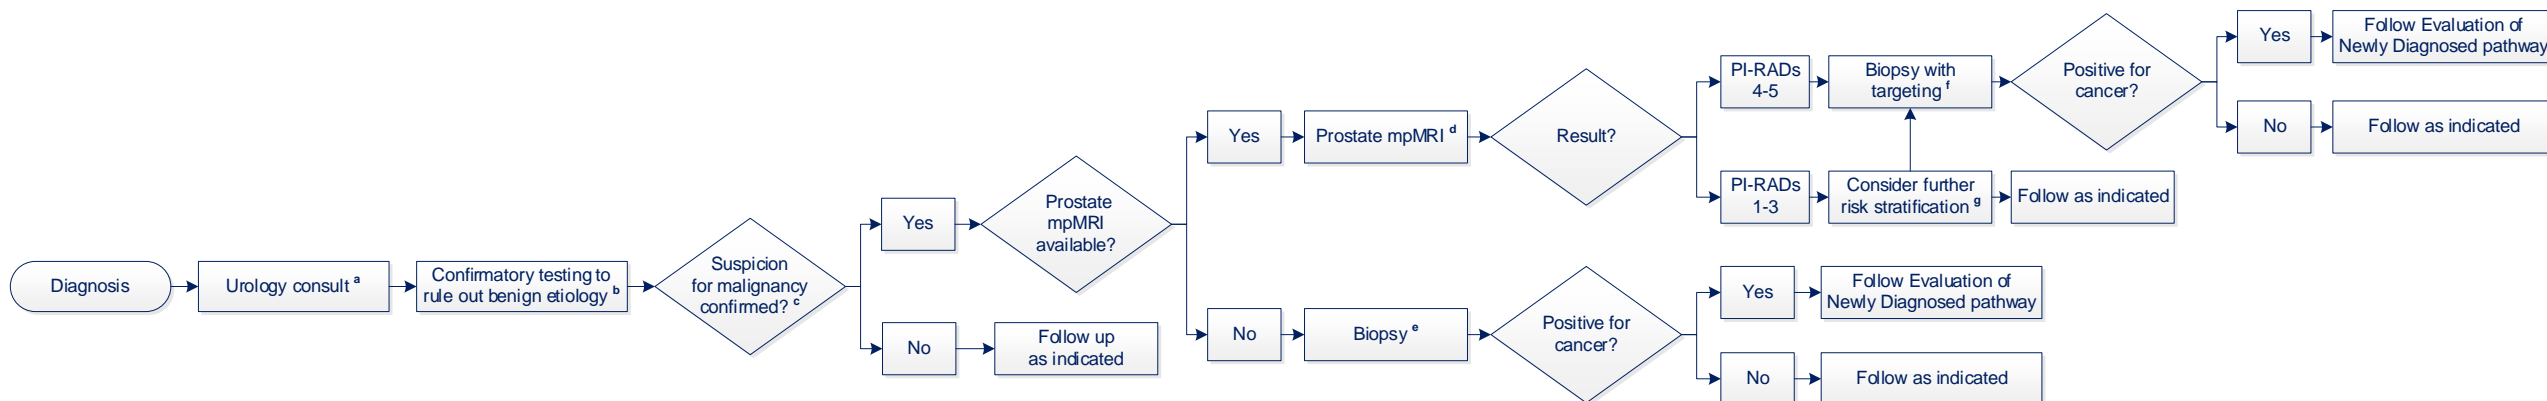 Diagnosis
Urology consult a
Confirmatory testing to
rule out benign etiology b
Suspicion
for malignancy
confirmed? c
Yes
No
Follow up
as indicated
Prostate
mpMRI
available?
Yes
Prostate mpMRI d
Result?
PI-RADs
4-5
Biopsy with
targeting f
Positive for
cancer?
Yes
Follow Evaluation of
Newly Diagnosed pathway
No
Follow as indicated
PI-RADs
1-3
Consider further
risk stratification g
Follow as indicated
No
Biopsy e
Positive for
cancer?
Yes
Follow Evaluation of
Newly Diagnosed pathway
No
Follow as indicated